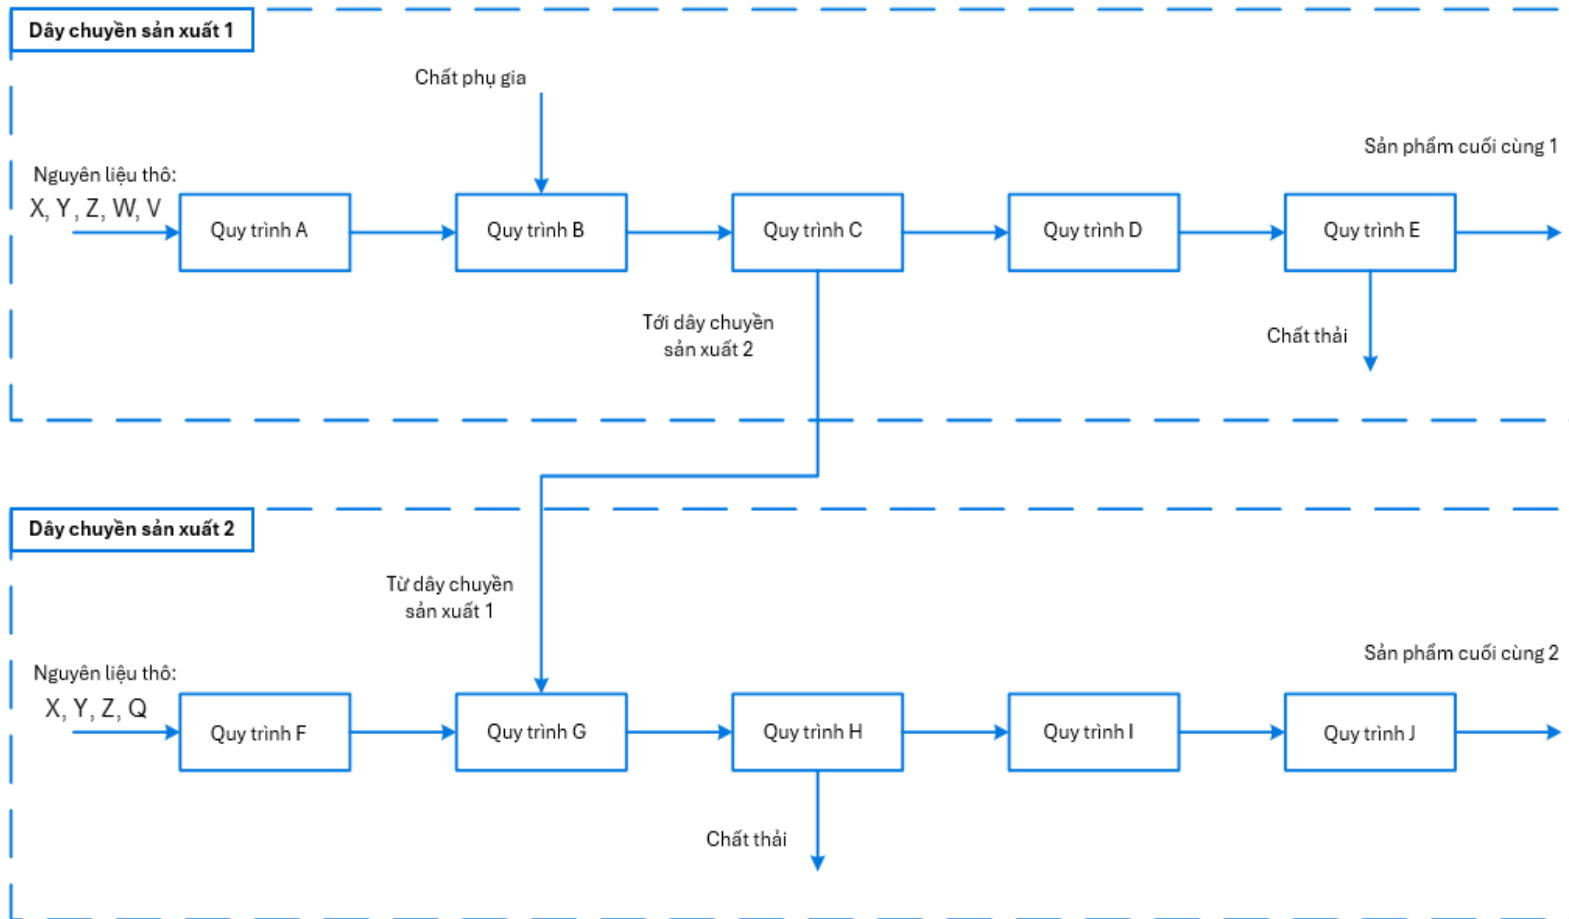 Dây chuyền sản xuất 1
Chất phụ gia
Sản phẩm cuối cùng 1
Nguyên liệu thô:
X, Y, Z, W, V
Quy trình A
Quy trình B
Quy trình C
Quy trình D
Quy trình E
Tới dây chuyền
sản xuất 2
Chất thải
Dây chuyền sản xuất 2
Từ dây chuyền
sản xuất 1
Sản phẩm cuối cùng 2
Nguyên liệu thô:
X, Y, Z, Q
Quy trình F
Quy trình G
Quy trình H
Quy trình I
Quy trình J
Chất thải